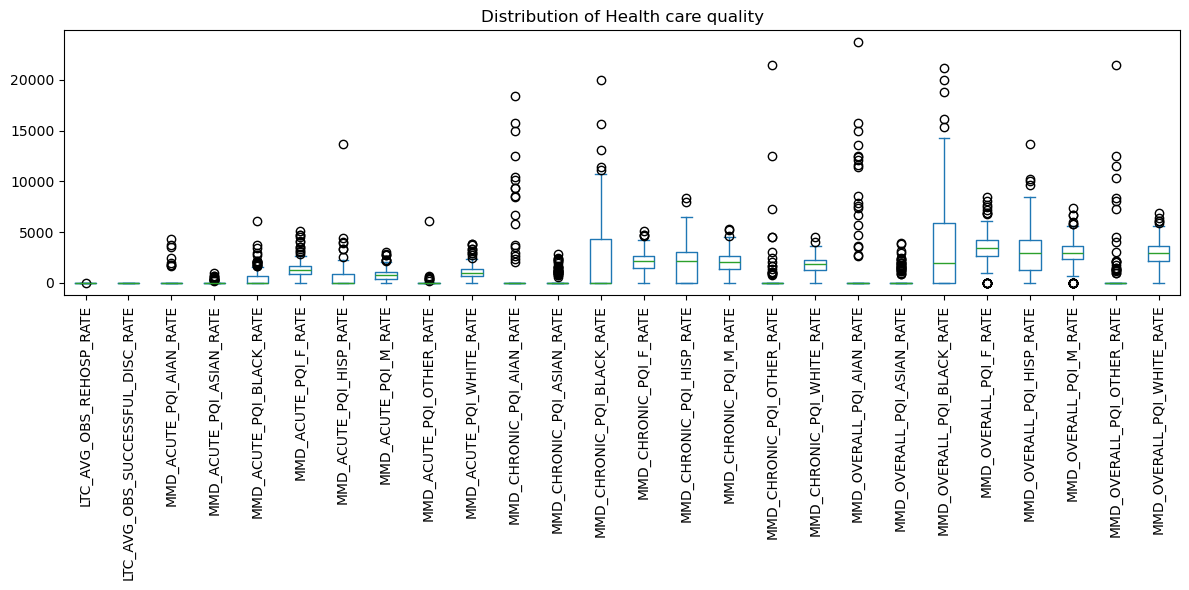 Distribution of Health care quality
20000
15000
10000
5000
0
LTC_AVG_OBS_REHOSP_RATE
LTC_AVG_OBS_SUCCESSFUL_DISC_RATE
MMD_ACUTE_PQI_AIAN_RATE
MMD_ACUTE_PQI_ASIAN_RATE
MMD_ACUTE_PQI_BLACK_RATE
MMD_ACUTE_PQI_F_RATE
MMD_ACUTE_PQI_HISP_RATE
MMD_ACUTE_PQI_M_RATE
MMD_ACUTE_PQI_OTHER_RATE
MMD_ACUTE_PQI_WHITE_RATE
MMD_CHRONIC_PQI_AIAN_RATE
MMD_CHRONIC_PQI_ASIAN_RATE
MMD_CHRONIC_PQI_BLACK_RATE
MMD_CHRONIC_PQI_F_RATE
MMD_CHRONIC_PQI_HISP_RATE
MMD_CHRONIC_PQI_M_RATE
MMD_CHRONIC_PQI_OTHER_RATE
MMD_CHRONIC_PQI_WHITE_RATE
MMD_OVERALL_PQI_AIAN_RATE
MMD_OVERALL_PQI_ASIAN_RATE
MMD_OVERALL_PQI_BLACK_RATE
MMD_OVERALL_PQI_F_RATE
MMD_OVERALL_PQI_HISP_RATE
MMD_OVERALL_PQI_M_RATE
MMD_OVERALL_PQI_OTHER_RATE
MMD_OVERALL_PQI_WHITE_RATE